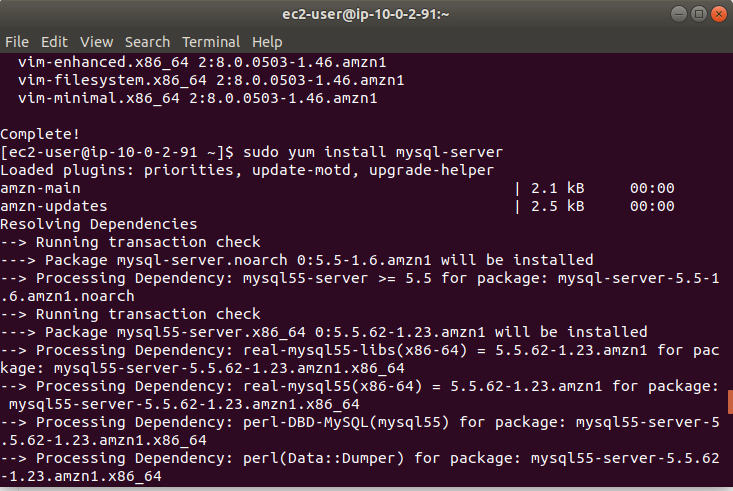 ec2-user@ip-10-0-2-91:~
File Edit View Search Terminal Help
vim-enhanced.x86_64 2:8.0.0503-1.46.amzn1
vim-filesystem.x86_64 2:8.0.0503-1.46.amzn1
vim-minimal.x86_64 2:8.0.0503-1.46.amzn1
Complete!
[ec2-user@ip-10-0-2-91 ~]$ sudo yum install mysql-server
Loaded plugins: priorities, update-motd, upgrade-helper
amzn-main | 2.1 kB 00:00
amzn-updates | 2.5 kB 00:00
Resolving Dependencies
--> Running transaction check
---> Package mysql-server.noarch 0:5.5-1.6.amzn1 will be installed
--> Processing Dependency: mysql55-server >= 5.5 for package: mysql-server-5.5-1
.6.amzn1.noarch
--> Running transaction check
---> Package mysql55-server.x86_64 0:5.5.62-1.23.amzn1 will be installed
--> Processing Dependency: real-mysql55-libs(x86-64) = 5.5.62-1.23.amzn1 for pac
kage: mysql55-server-5.5.62-1.23.amzn1.x86_64
--> Processing Dependency: real-mysql55(x86-64) = 5.5.62-1.23.amzn1 for package:
mysql55-server-5.5.62-1.23.amzn1.x86_64
--> Processing Dependency: perl-DBD-MySQL(mysql55) for package: mysql55-server-5
.5.62-1.23.amzn1.x86_64
--> Processing Dependency: perl(Data::Dumper) for package: mysql55-server-5.5.62
-1.23.amzn1.x86_64